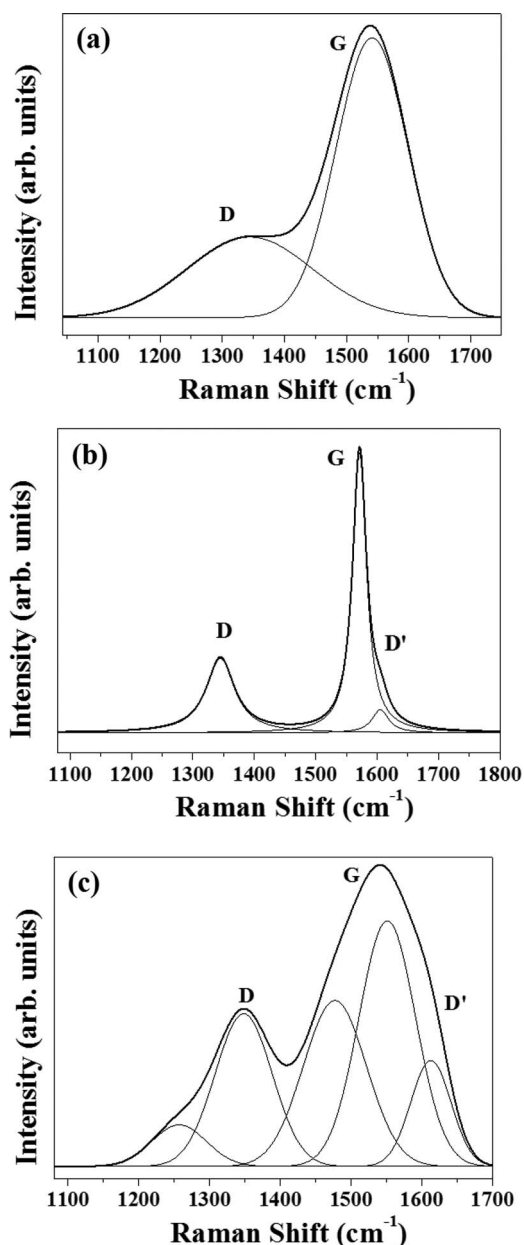 (a)
G
D
Intensity (arb. units)
1100 1200 1300 1400 1500 1600 1700
Raman Shift (cm-1)
(b)
G
D'
D
Intensity (arb. units)
1100 1200 1300 1400 1500 1600 1700 1800
Raman Shift (cm-1)
(c)
G
D
D'
Intensity (arb. units)
1100 1200 1300 1400 1500 1600 1700
Raman Shift (cm-1)